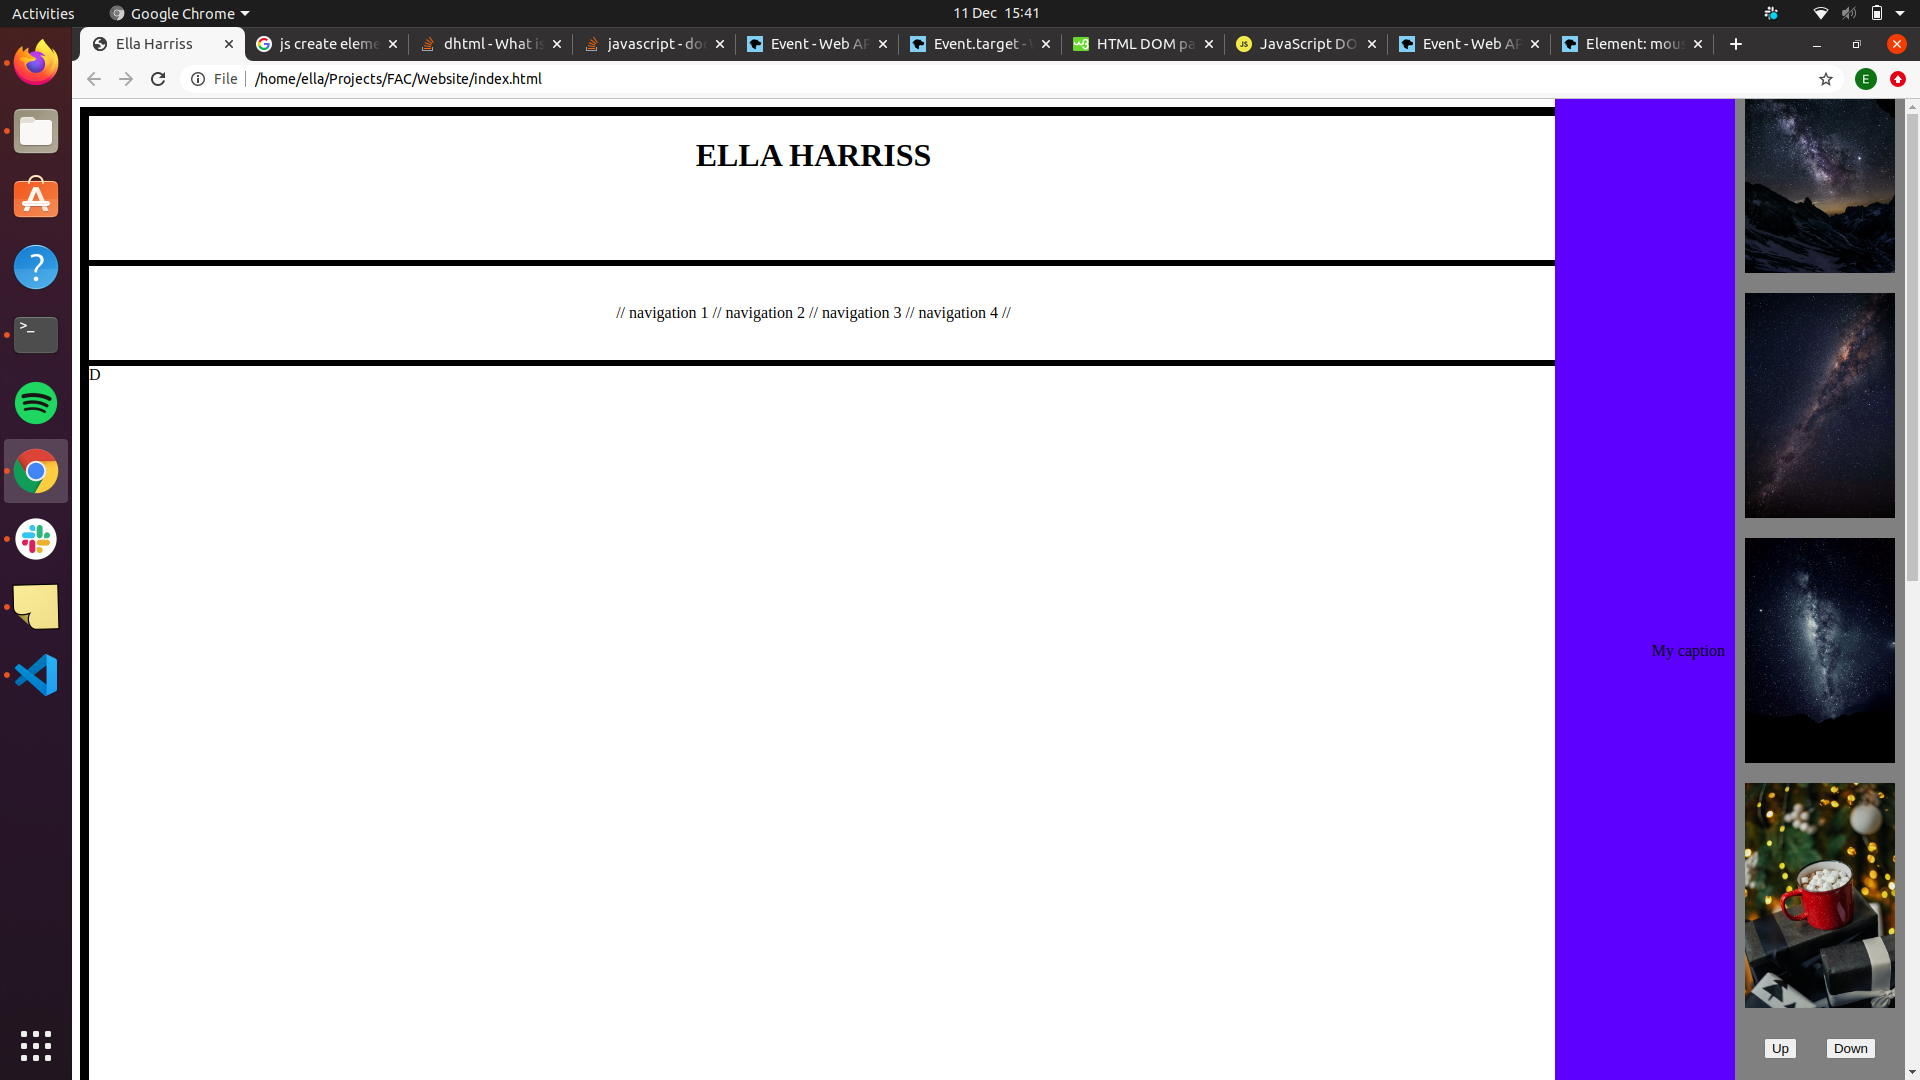 Activities
Google Chrome
11 Dec 15:41
Ella Harriss
js create eleme
dhtml - What is
javascript - doc
Event - Web AP
Event.target -
HTML DOM pa
JavaScript DO
Event - Web AP
Element: mou
File
/home/ella/Projects/FAC/Website/index.html
E
ELLA HARRISS
// navigation 1 // navigation 2 // navigation 3 // navigation 4 //
D
My caption
Up
Down